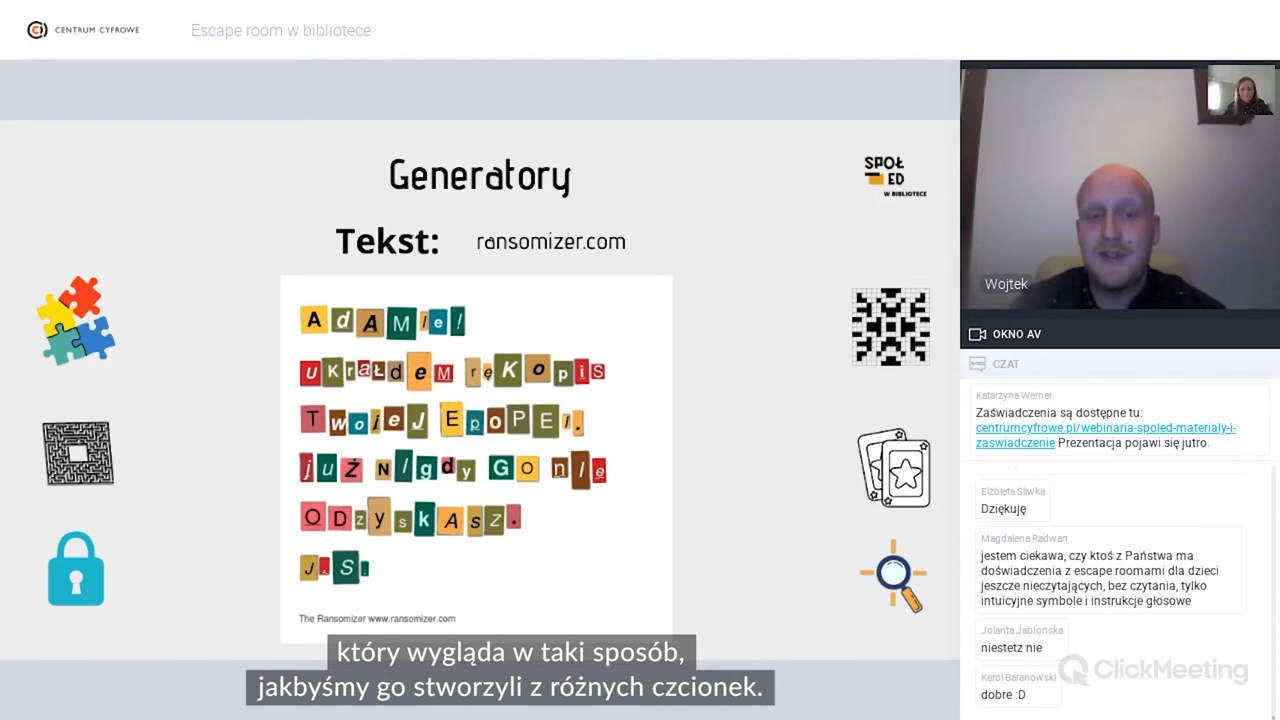 CENTRUM CYFROWE
Escape room w bibliotece
Generatory
SPOŁ
ED
W BIBLIOTECE
Tekst: ransomizer.com
AdAMie!
uKrałdeM ręKopis
TwojeJ EpoPEi.
już NIgdy GO nIe
ODzyskASz.
J.S.
The Ransomizer www.ransomizer.com
który wygląda w taki sposób,
jakbyśmy go stworzyli z różnych czcionek.
Wojtek
OKNO AV
CZAT
Katarzyna Werner
Zaświadczenia są dostępne tu:
centrumcyfrowe.pl/webinaria-spoled-materialy-i-
zaswiadczenie Prezentacja pojawi się jutro.
Elżbieta Śliwka
Dziękuję
Magdalena Radwan
jestem ciekawa, czy ktoś z Państwa ma
doświadczenia z escape roomami dla dzieci
jeszcze nieczytających, bez czytania, tylko
intuicyjne symbole i instrukcje głosowe
Jolanta Jabłońska
niestetz nie
Karol Baranowski
dobre :D
ClickMeeting